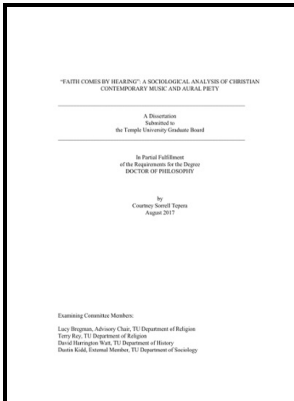 "FAITH COMES BY HEARING": A SOCIOLOGICAL ANALYSIS OF CHRISTIAN
CONTEMPORARY MUSIC AND AURAL PIETY
A Dissertation
Submitted to
the Temple University Graduate Board
In Partial Fulfillment
of the Requirements for the Degree
DOCTOR OF PHILOSOPHY
by
Courtney Sorrell Tepera
August 2017
Examining Committee Members:
Lucy Bregman, Advisory Chair, TU Department of Religion
Terry Rey, TU Department of Religion
David Harrington Watt, TU Department of History
Dustin Kidd, External Member, TU Department of Sociology